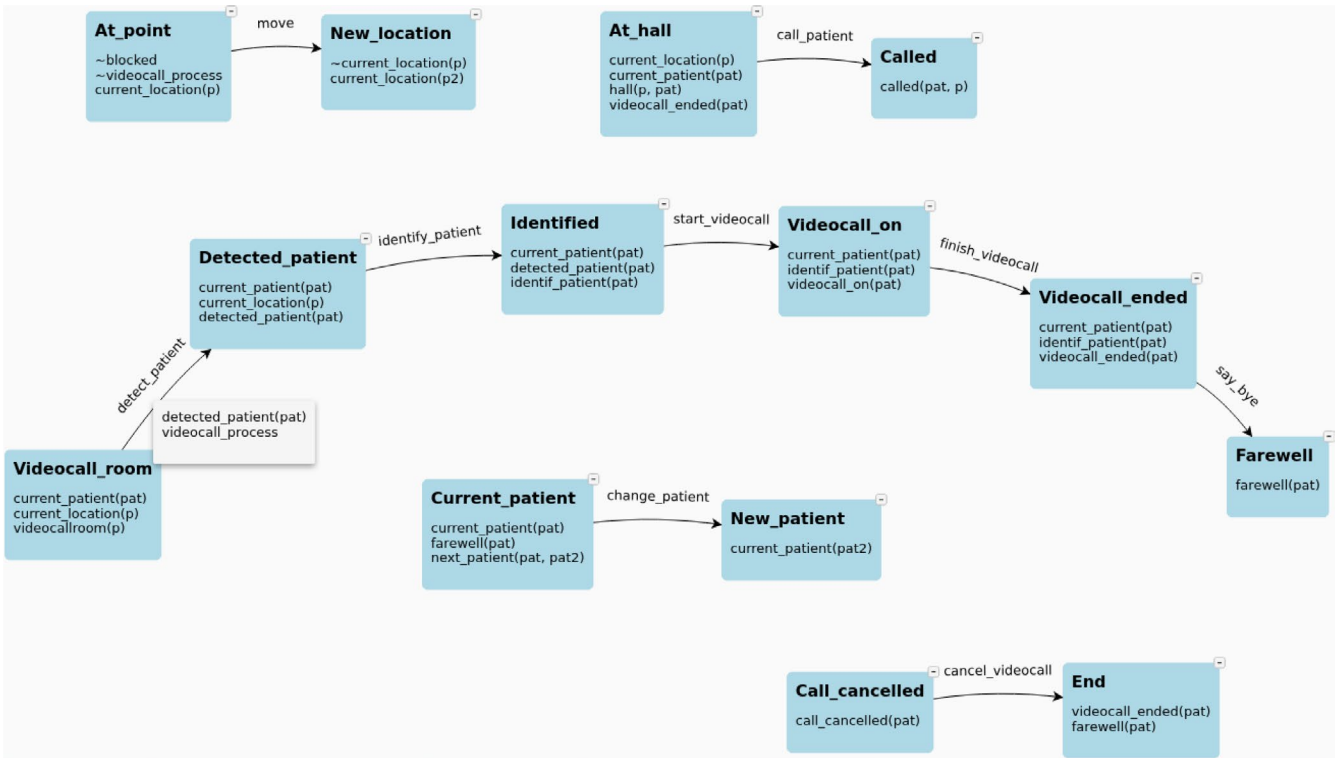 At_point
~blocked
~videocall_process
current_location(p)
move
New_location
~current_location(p)
current_location(p2)
At_hall
current_location(p)
current_patient(pat)
hall(p, pat)
videocall_ended(pat)
call_patient
Called
called(pat, p)
Videocall_room
current_patient(pat)
current_location(p)
videocallroom(p)
detect_patient
detected_patient(pat)
videocall_process
Detected_patient
current_patient(pat)
current_location(p)
detected_patient(pat)
identify_patient
Identified
current_patient(pat)
detected_patient(pat)
identif_patient(pat)
start_videocall
Videocall_on
current_patient(pat)
identif_patient(pat)
videocall_on(pat)
finish_videocall
Videocall_ended
current_patient(pat)
identif_patient(pat)
videocall_ended(pat)
say_bye
Farewell
farewell(pat)
Current_patient
current_patient(pat)
farewell(pat)
next_patient(pat, pat2)
change_patient
New_patient
current_patient(pat2)
Call_cancelled
call_cancelled(pat)
cancel_videocall
End
videocall_ended(pat)
farewell(pat)